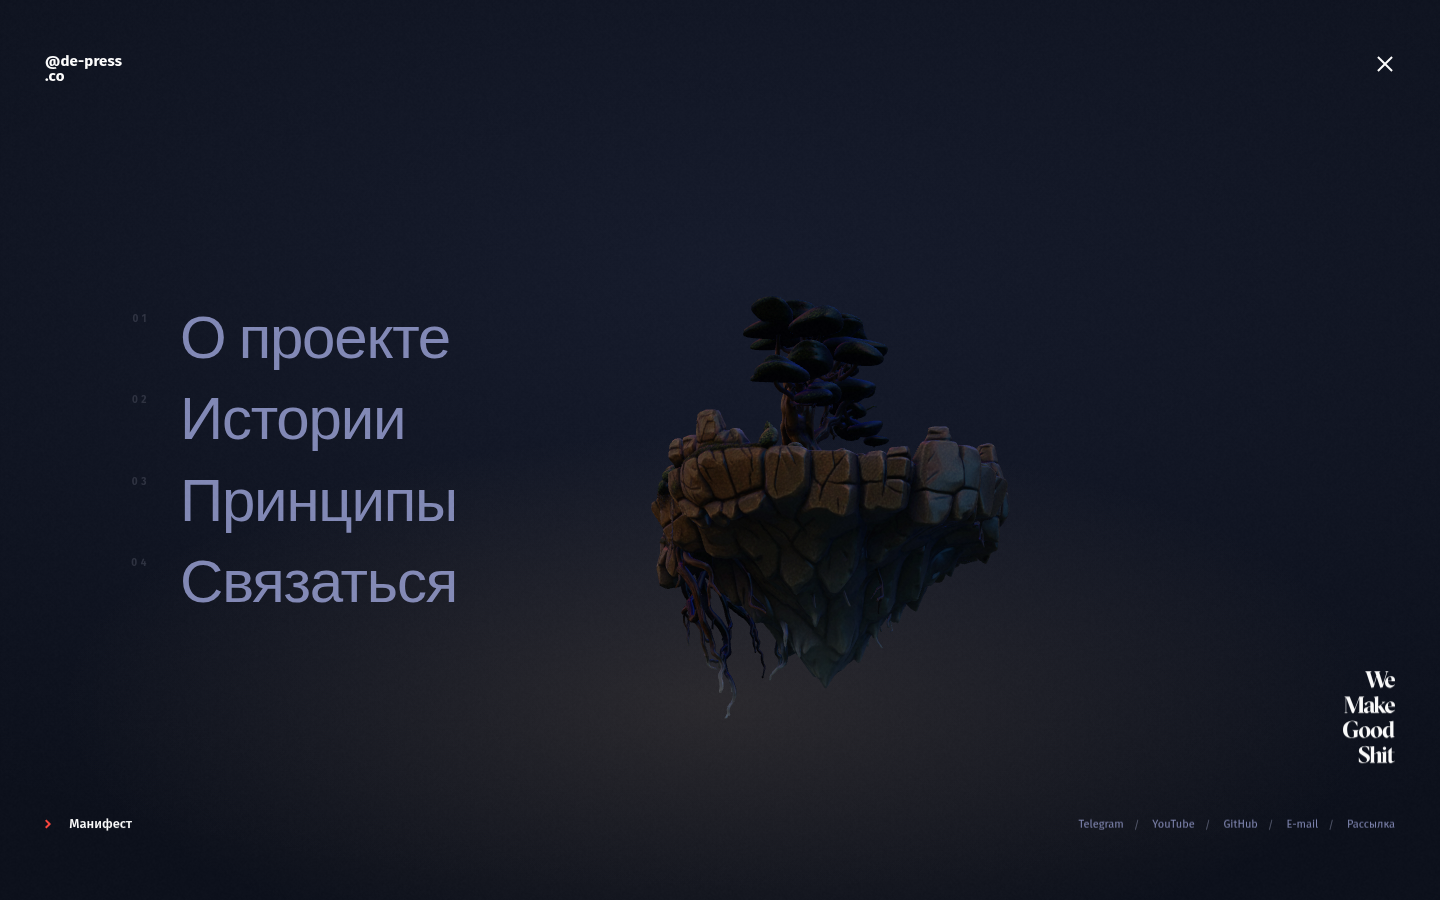 @de-press
.co
01
О проекте
02
Истории
03
Принципы
04
Связаться
We
Make
Good
Shit
Манифест
Telegram / YouTube / GitHub / E-mail / Рассылка